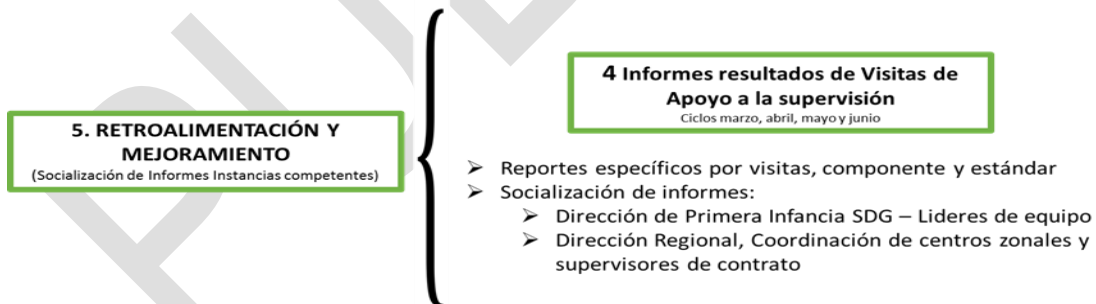 5. RETROALIMENTACIÓN Y
MEJORAMIENTO
(Socialización de Informes Instancias competentes)
4 Informes resultados de Visitas de
Apoyo a la supervisión
Ciclos marzo, abril, mayo y junio
➢ Reportes específicos por visitas, componente y estándar
➢ Socialización de informes:
➢ Dirección de Primera Infancia SDG – Lideres de equipo
➢ Dirección Regional, Coordinación de centros zonales y
supervisores de contrato